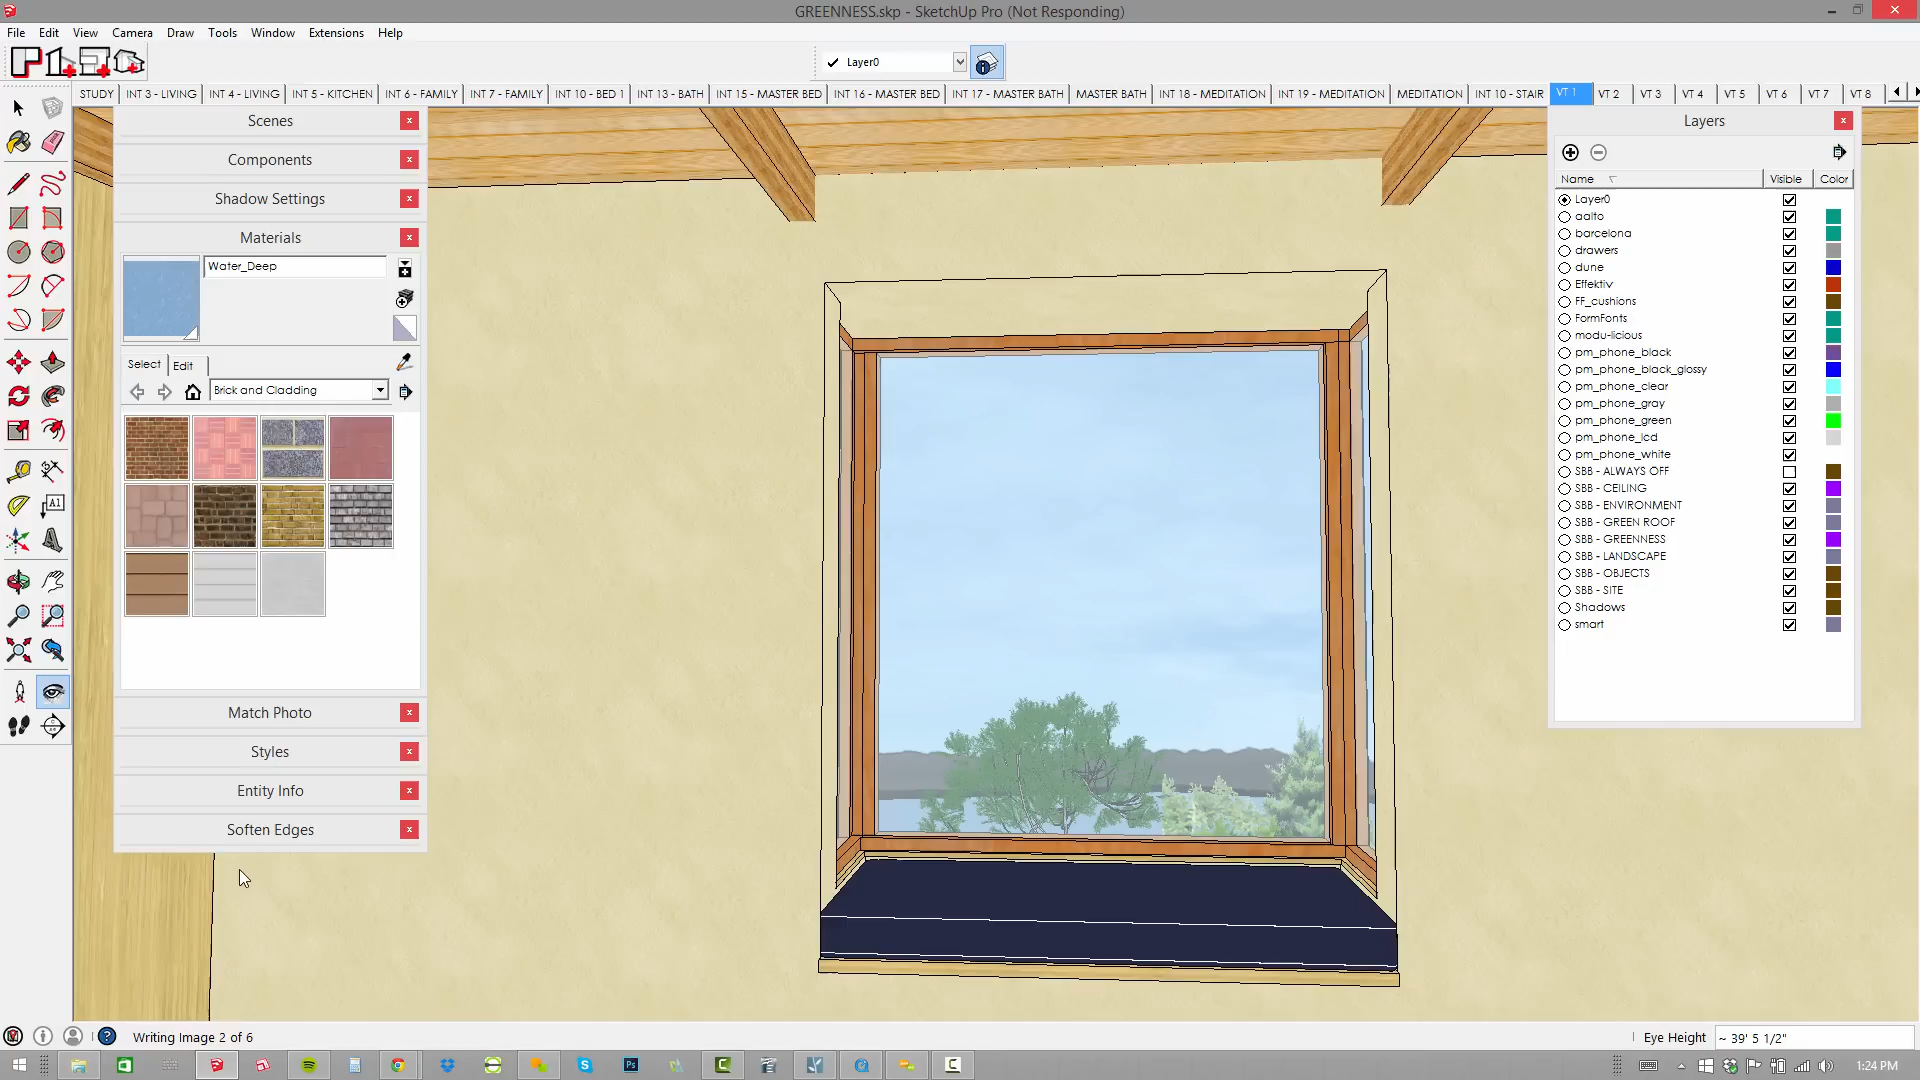 GREENNESS.skp - SketchUp Pro (Not Responding)
File Edit View Camera Draw Tools Window Extensions Help
Layer0
STUDY INT 3 - LIVING INT 4 - LIVING INT 5 - KITCHEN INT 6 - FAMILY INT 7 - FAMILY INT 10 - BED 1 INT 13 - BATH INT 15 - MASTER BED INT 16 - MASTER BED INT 17 - MASTER BATH MASTER BATH INT 18 - MEDITATION INT 19 - MEDITATION MEDITATION INT 10 - STAIR VT 1 VT 2 VT 3 VT 4 VT 5 VT 6 VT 7 VT 8
Scenes
Components
Shadow Settings
Materials
Water_Deep
Select Edit
Brick and Cladding
Match Photo
Styles
Entity Info
Soften Edges
A1
Layers
Name Visible Color
Layer0
aalto
barcelona
drawers
dune
Effektiv
FF_cushions
FormFonts
modu-licious
pm_phone_black
pm_phone_black_glossy
pm_phone_clear
pm_phone_gray
pm_phone_green
pm_phone_lcd
pm_phone_white
SBB - ALWAYS OFF
SBB - CEILING
SBB - ENVIRONMENT
SBB - GREEN ROOF
SBB - GREENNESS
SBB - LANDSCAPE
SBB - OBJECTS
SBB - SITE
Shadows
smart
Writing Image 2 of 6
Eye Height ~ 39' 5 1/2"
Ps
1:24 PM